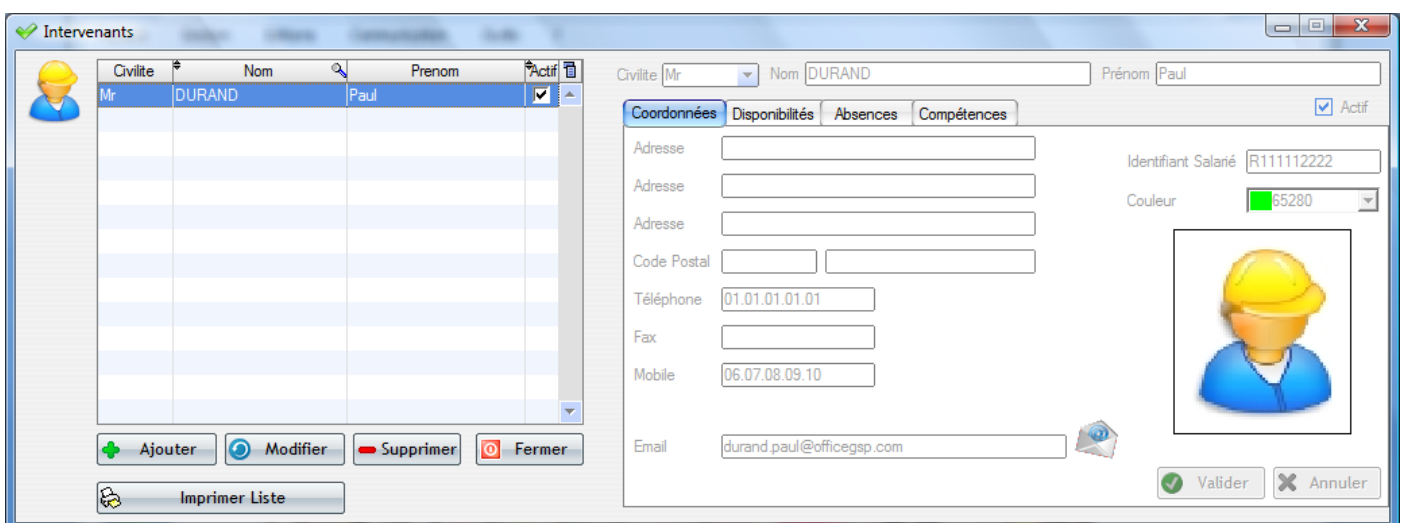 Intervenants
Civilite Nom Prenom Actif
Mr DURAND Paul
Ajouter Modifier Supprimer Fermer
Imprimer Liste
Civilite Mr Nom DURAND Prénom Paul
Actif
Coordonnées Disponibilités Absences Compétences
Adresse
Adresse
Adresse
Code Postal
Téléphone 01.01.01.01.01
Fax
Mobile 06.07.08.09.10
Email durand.paul@officegsp.com
Identifiant Salarié R111112222
Couleur 65280
Valider Annuler